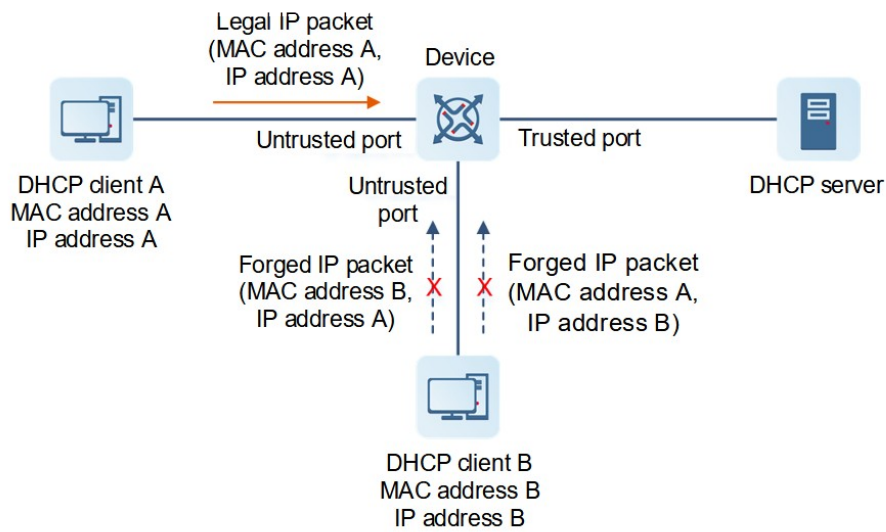 Legal IP packet
(MAC address A,
IP address A)
Device
Untrusted port
Trusted port
DHCP client A
MAC address A
IP address A
DHCP server
Untrusted
port
Forged IP packet
(MAC address B,
IP address A)
X
X
Forged IP packet
(MAC address A,
IP address B)
DHCP client B
MAC address B
IP address B